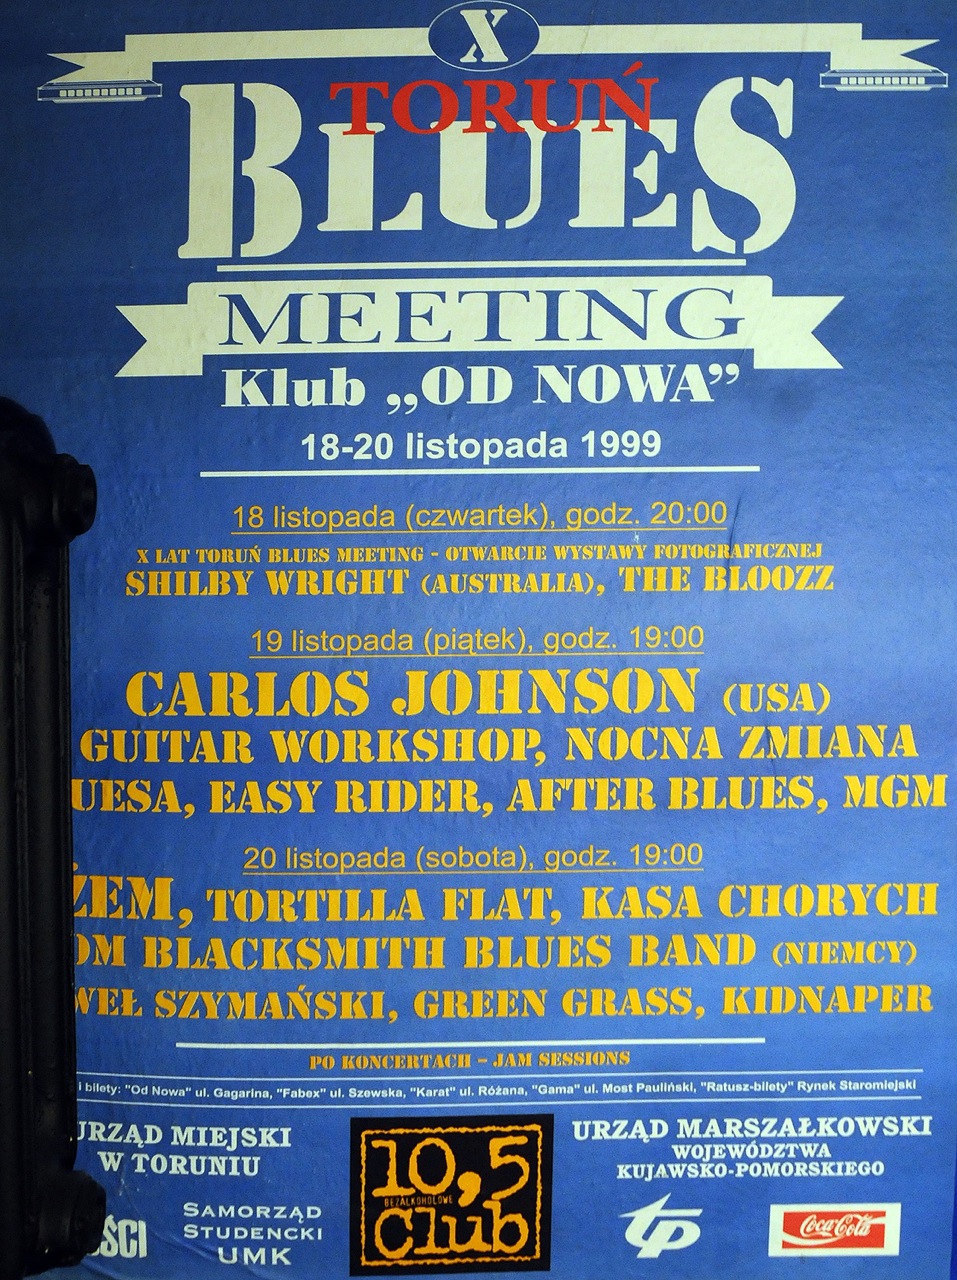 X
TORUŃ
BLUES
MEETING
Klub „OD NOWA”
18-20 listopada 1999
18 listopada (czwartek), godz. 20:00
X LAT TORUŃ BLUES MEETING - OTWARCIE WYSTAWY FOTOGRAFICZNEJ
SHILBY WRIGHT (AUSTRALIA), THE BLOOZZ
19 listopada (piątek), godz. 19:00
CARLOS JOHNSON (USA)
GUITAR WORKSHOP, NOCNA ZMIANA
UESA, EASY RIDER, AFTER BLUES, MGM
20 listopada (sobota), godz. 19:00
ŻEM, TORTILLA FLAT, KASA CHORYCH
OM BLACKSMITH BLUES BAND (NIEMCY)
WEŁ SZYMAŃSKI, GREEN GRASS, KIDNAPER
PO KONCERTACH - JAM SESSIONS
i bilety: "Od Nowa" ul. Gagarina, "Fabex" ul. Szewska, "Karat" ul. Różana, "Gama" ul. Most Pauliński, "Ratusz-bilety" Rynek Staromiejski
URZĄD MIEJSKI
W TORUNIU
SAMORZĄD
STUDENCKI
UMK
10,5
BEZALKOHOLOWE
Club
URZĄD MARSZAŁKOWSKI
WOJEWÓDZTWA
KUJAWSKO-POMORSKIEGO
tp
Coca-Cola